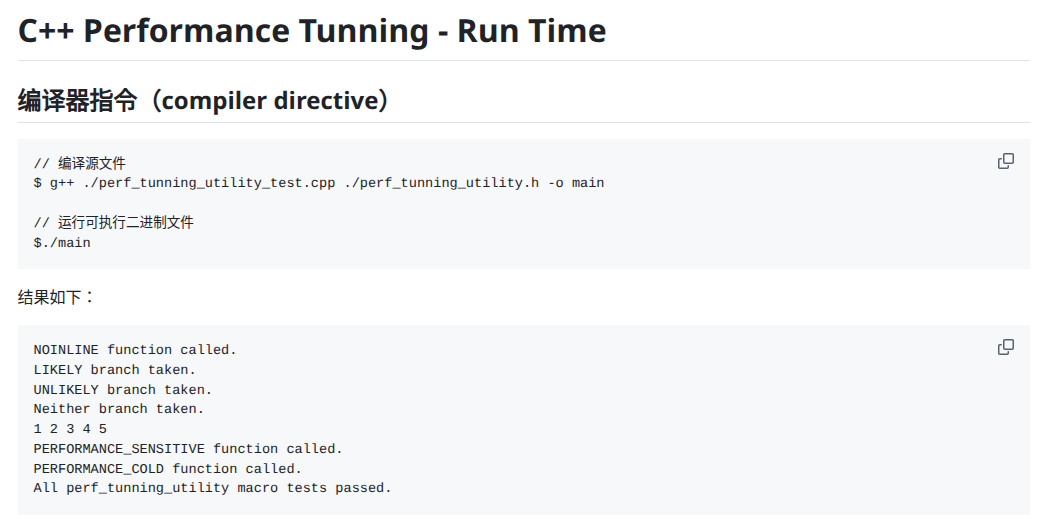 C++ Performance Tunning - Run Time
编译器指令（compiler directive）
// 编译源文件
$ g++ ./perf_tunning_utility_test.cpp ./perf_tunning_utility.h -o main
// 运行可执行二进制文件
$./main
结果如下：
NOINLINE function called.
LIKELY branch taken.
UNLIKELY branch taken.
Neither branch taken.
1 2 3 4 5
PERFORMANCE_SENSITIVE function called.
PERFORMANCE_COLD function called.
All perf_tunning_utility macro tests passed.